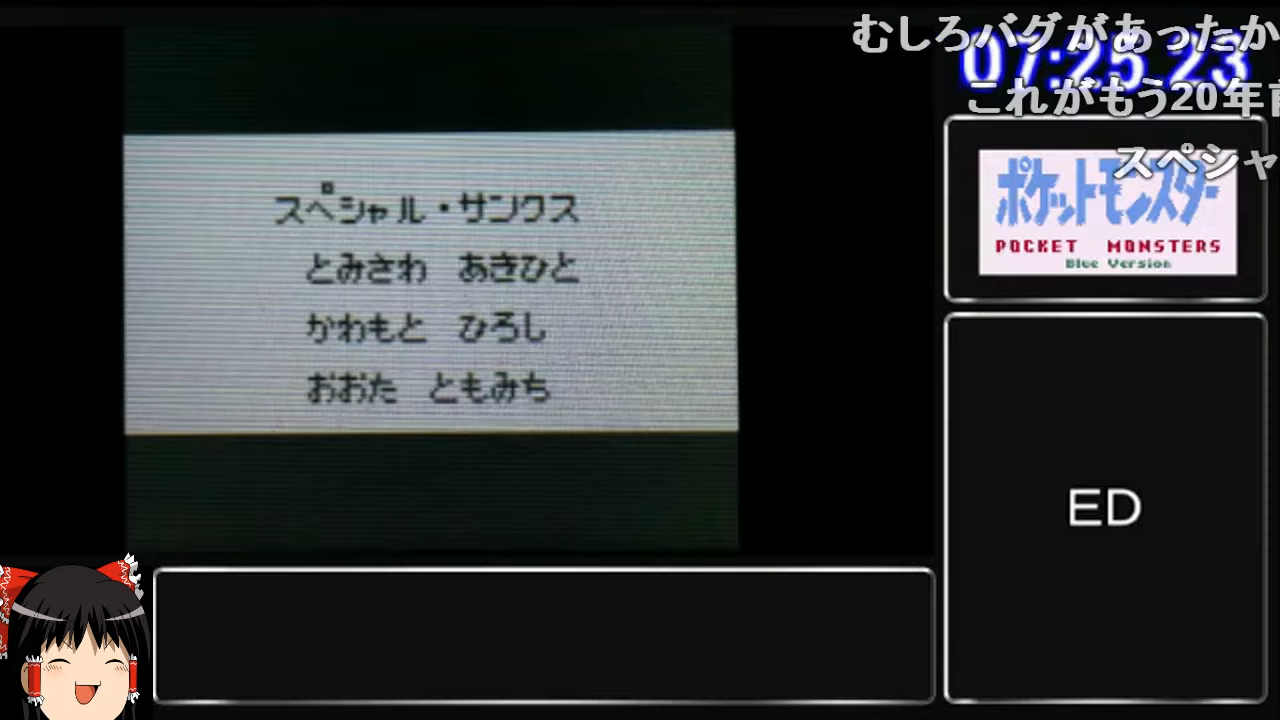 むしろバグがあったか
07:25.23
これがもう20年前
スペシャ
スペシャル・サンクス
とみさわ あきひと
かわもと ひろし
おおた ともみち
ポケットモンスター
POCKET MONSTERS
Blue Version
ED